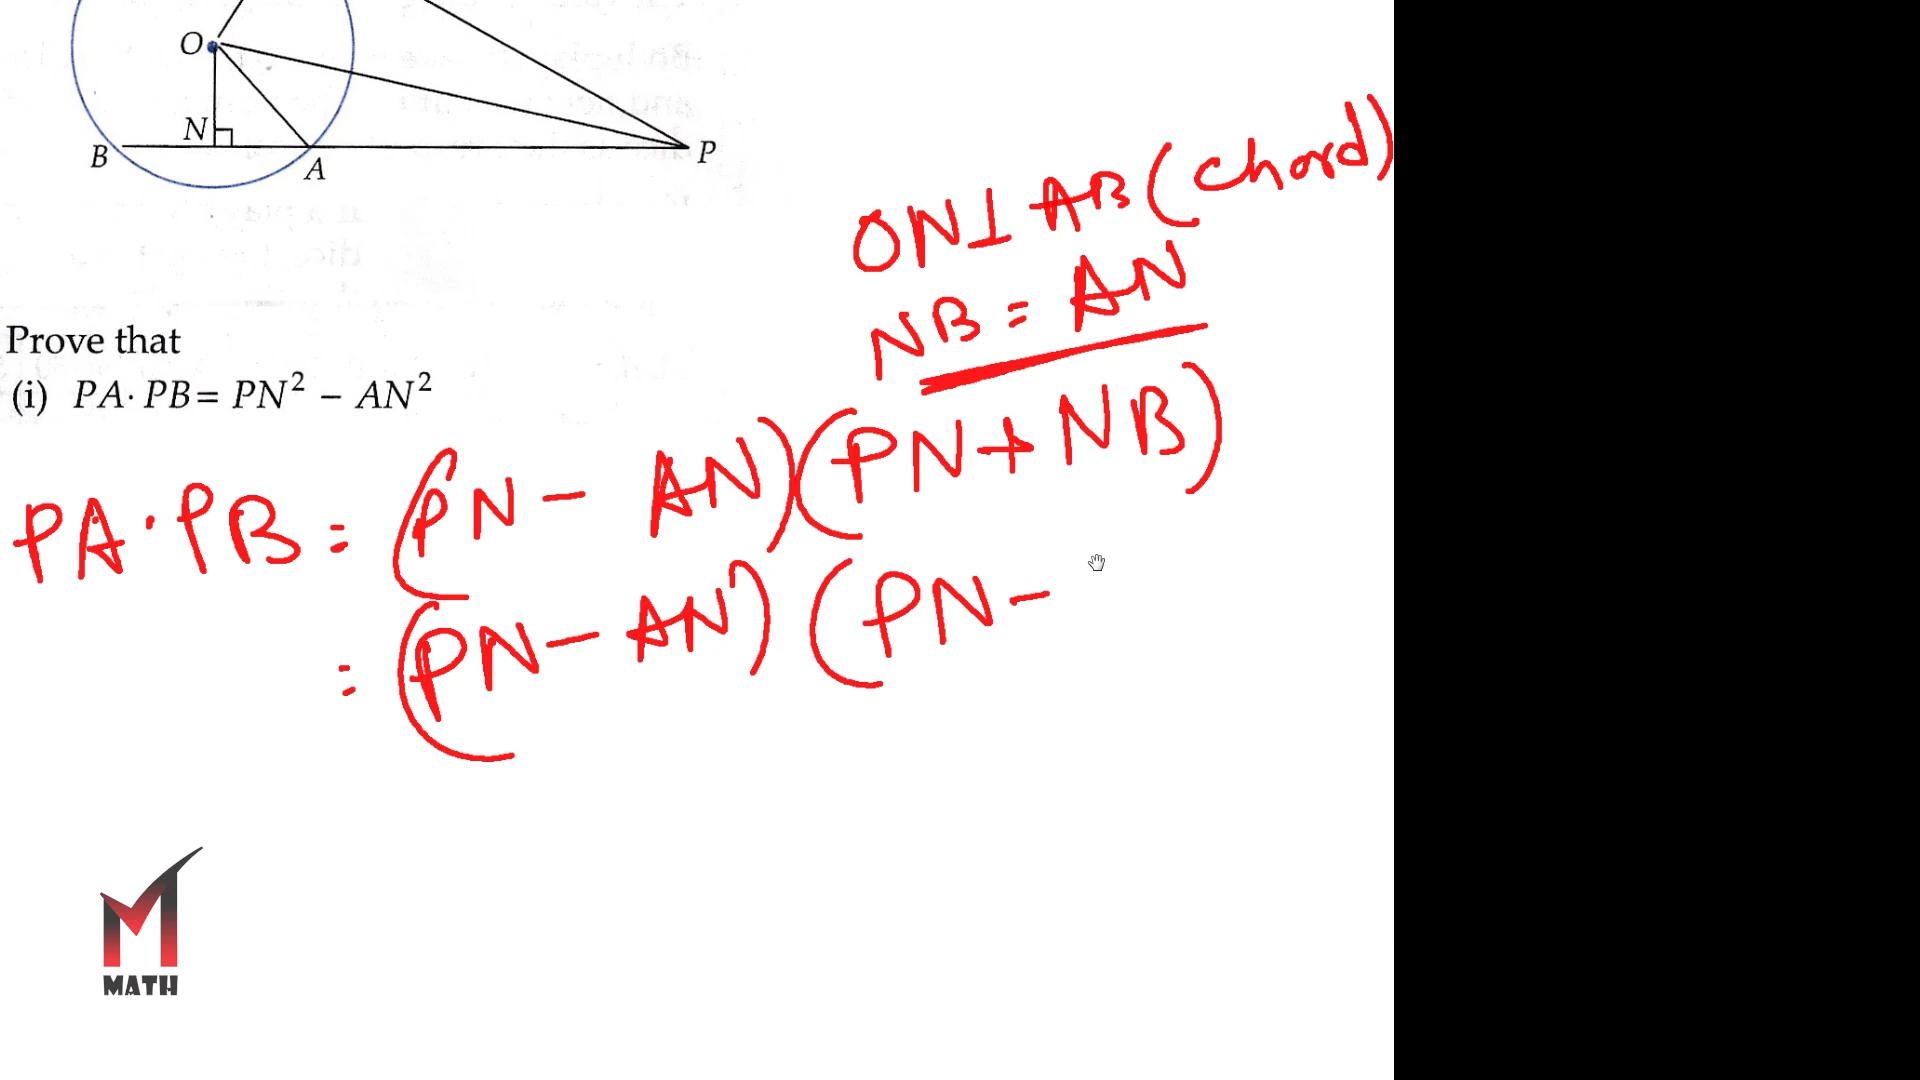 O
N
B
A
P
ON⊥AB (chord)
NB = AN
Prove that
(i) PA· PB = PN² – AN²
PA·PB = (PN - AN)(PN + NB)
= (PN - AN) (PN -
MATH